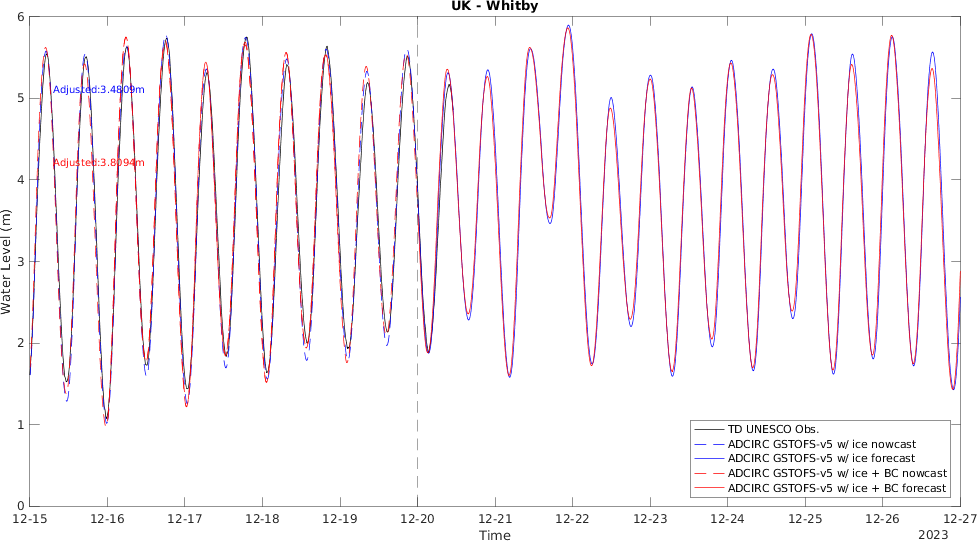 UK - Whitby
6
5
4
3
2
1
0
Water Level (m)
Adjusted:3.4809m
Adjusted:3.8094m
TD UNESCO Obs.
ADCIRC GSTOFS-v5 w/ ice nowcast
ADCIRC GSTOFS-v5 w/ ice forecast
ADCIRC GSTOFS-v5 w/ ice + BC nowcast
ADCIRC GSTOFS-v5 w/ ice + BC forecast
12-15 12-16 12-17 12-18 12-19 12-20 12-21 12-22 12-23 12-24 12-25 12-26 12-27
Time
2023